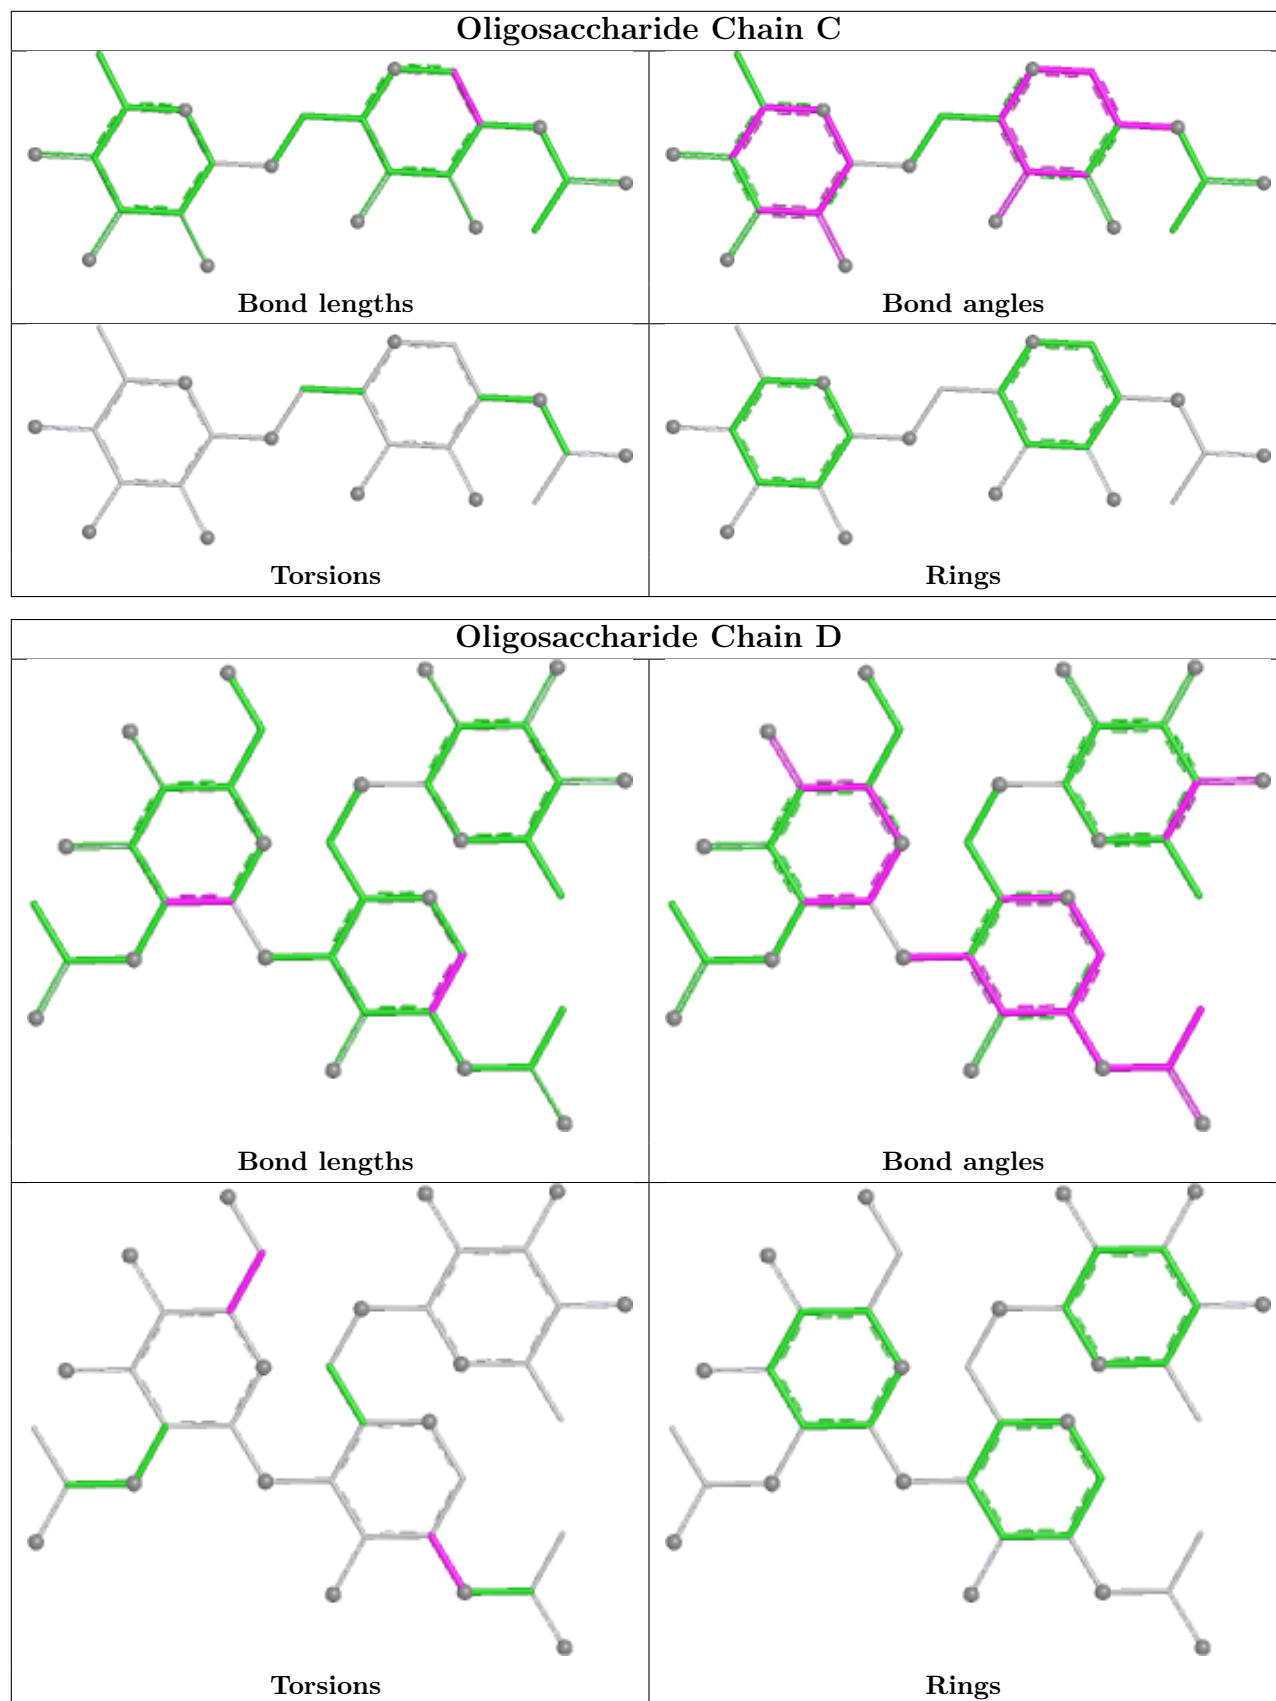 Oligosaccharide Chain C
Bond lengths
Bond angles
Torsions
Rings
Oligosaccharide Chain D
Bond lengths
Bond angles
Torsions
Rings